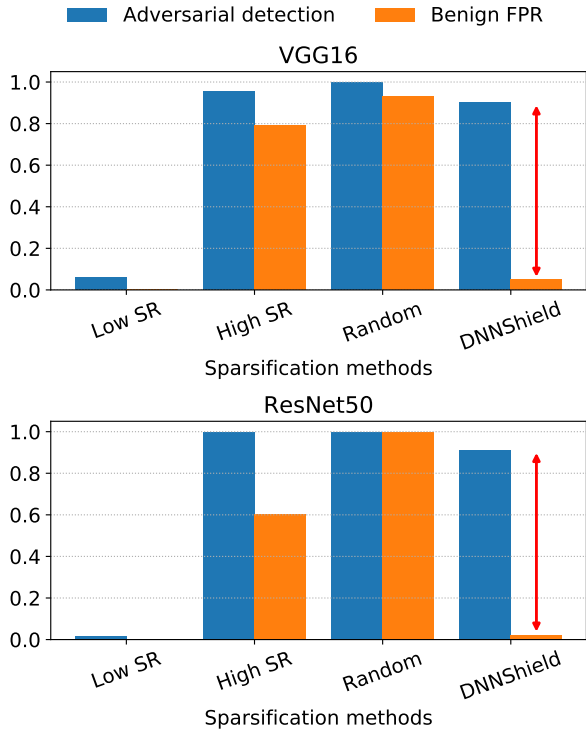 Adversarial detection Benign FPR
VGG16
1.0
0.8
0.6
0.4
0.2
0.0
Low SR High SR Random DNNShield
Sparsification methods
ResNet50
1.0
0.8
0.6
0.4
0.2
0.0
Low SR High SR Random DNNShield
Sparsification methods